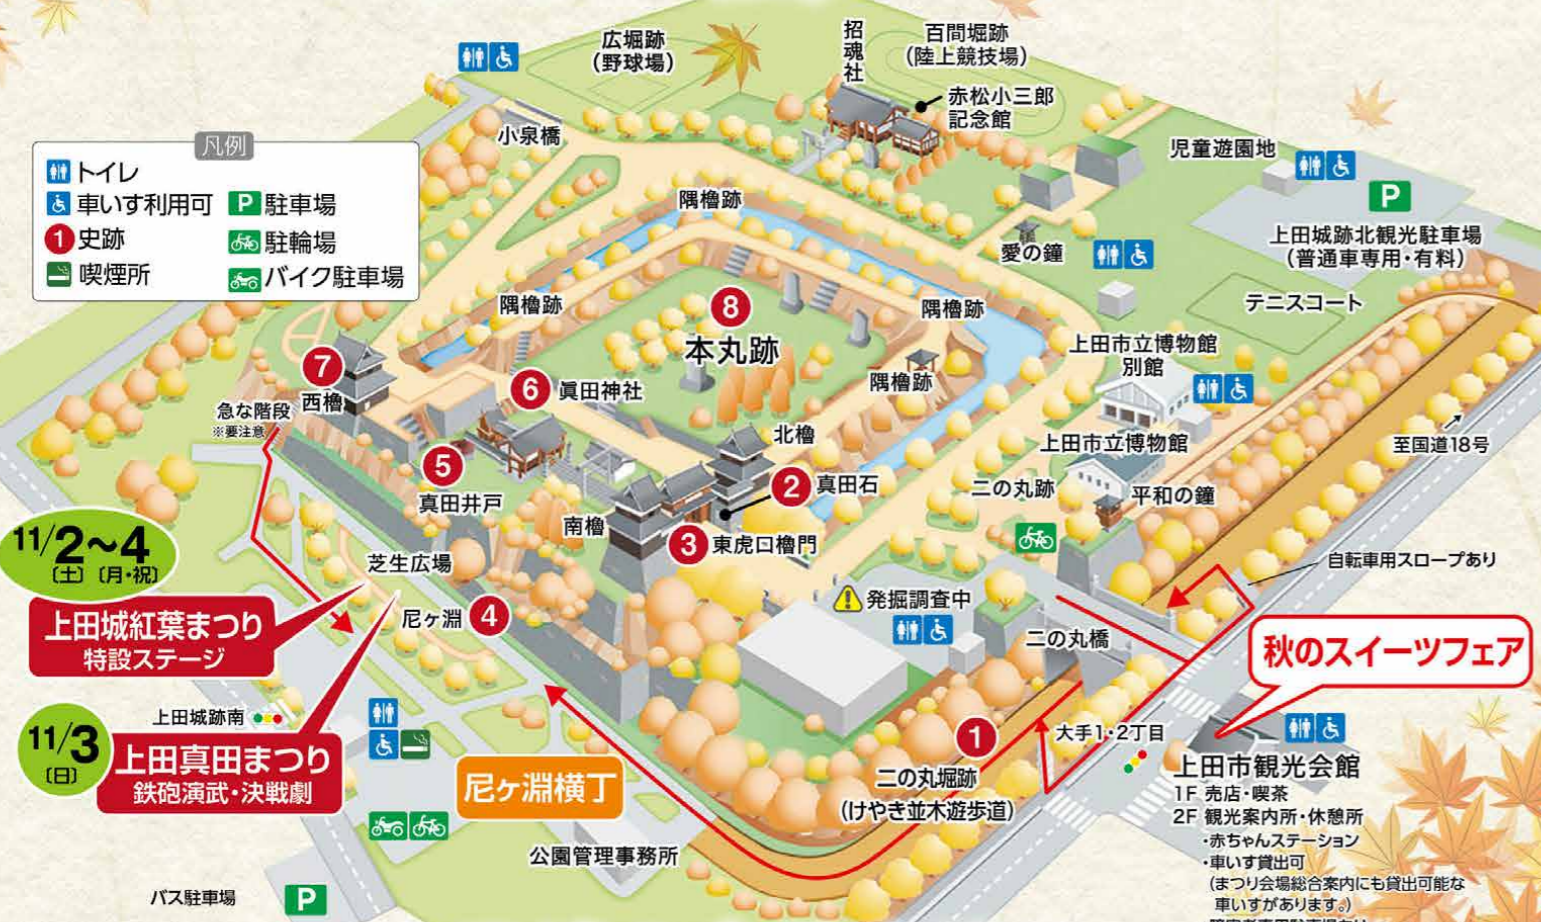 広堀跡
（野球場）
招魂社
百間堀跡
（陸上競技場）
赤松小三郎
記念館
小泉橋
児童遊園地
凡例
トイレ
車いす利用可
P 駐車場
1 史跡
駐輪場
喫煙所
バイク駐車場
隅櫓跡
愛の鐘
P
上田城跡北観光駐車場
（普通車専用・有料）
隅櫓跡
8
本丸跡
隅櫓跡
テニスコート
上田市立博物館
別館
7
西櫓
6
眞田神社
隅櫓跡
急な階段
※要注意
北櫓
上田市立博物館
至国道18号
5
真田井戸
2
真田石
二の丸跡
平和の鐘
南櫓
3
東虎口櫓門
11/2〜4
〔土〕〔月・祝〕
芝生広場
自転車用スロープあり
上田城紅葉まつり
特設ステージ
尼ヶ淵
4
発掘調査中
二の丸橋
秋のスイーツフェア
上田城跡南
11/3
〔日〕
上田真田まつり
鉄砲演武・決戦劇
尼ヶ淵横丁
1
二の丸堀跡
（けやき並木遊歩道）
大手1・2丁目
上田市観光会館
1F 売店・喫茶
2F 観光案内所・休憩所
・赤ちゃんステーション
・車いす貸出可
（まつり会場総合案内にも貸出可能な
車いすがあります。）
公園管理事務所
バス駐車場
P